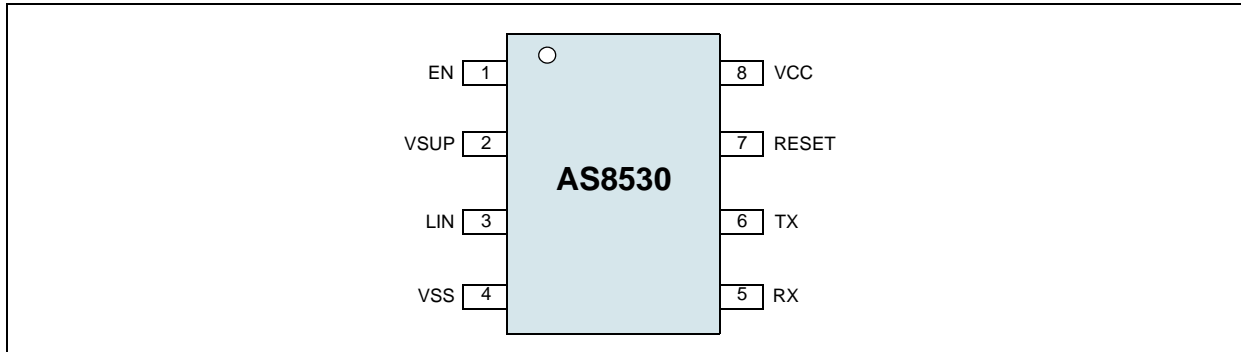 EN 1 8 VCC
VSUP 2 7 RESET
AS8530
LIN 3 6 TX
VSS 4 5 RX